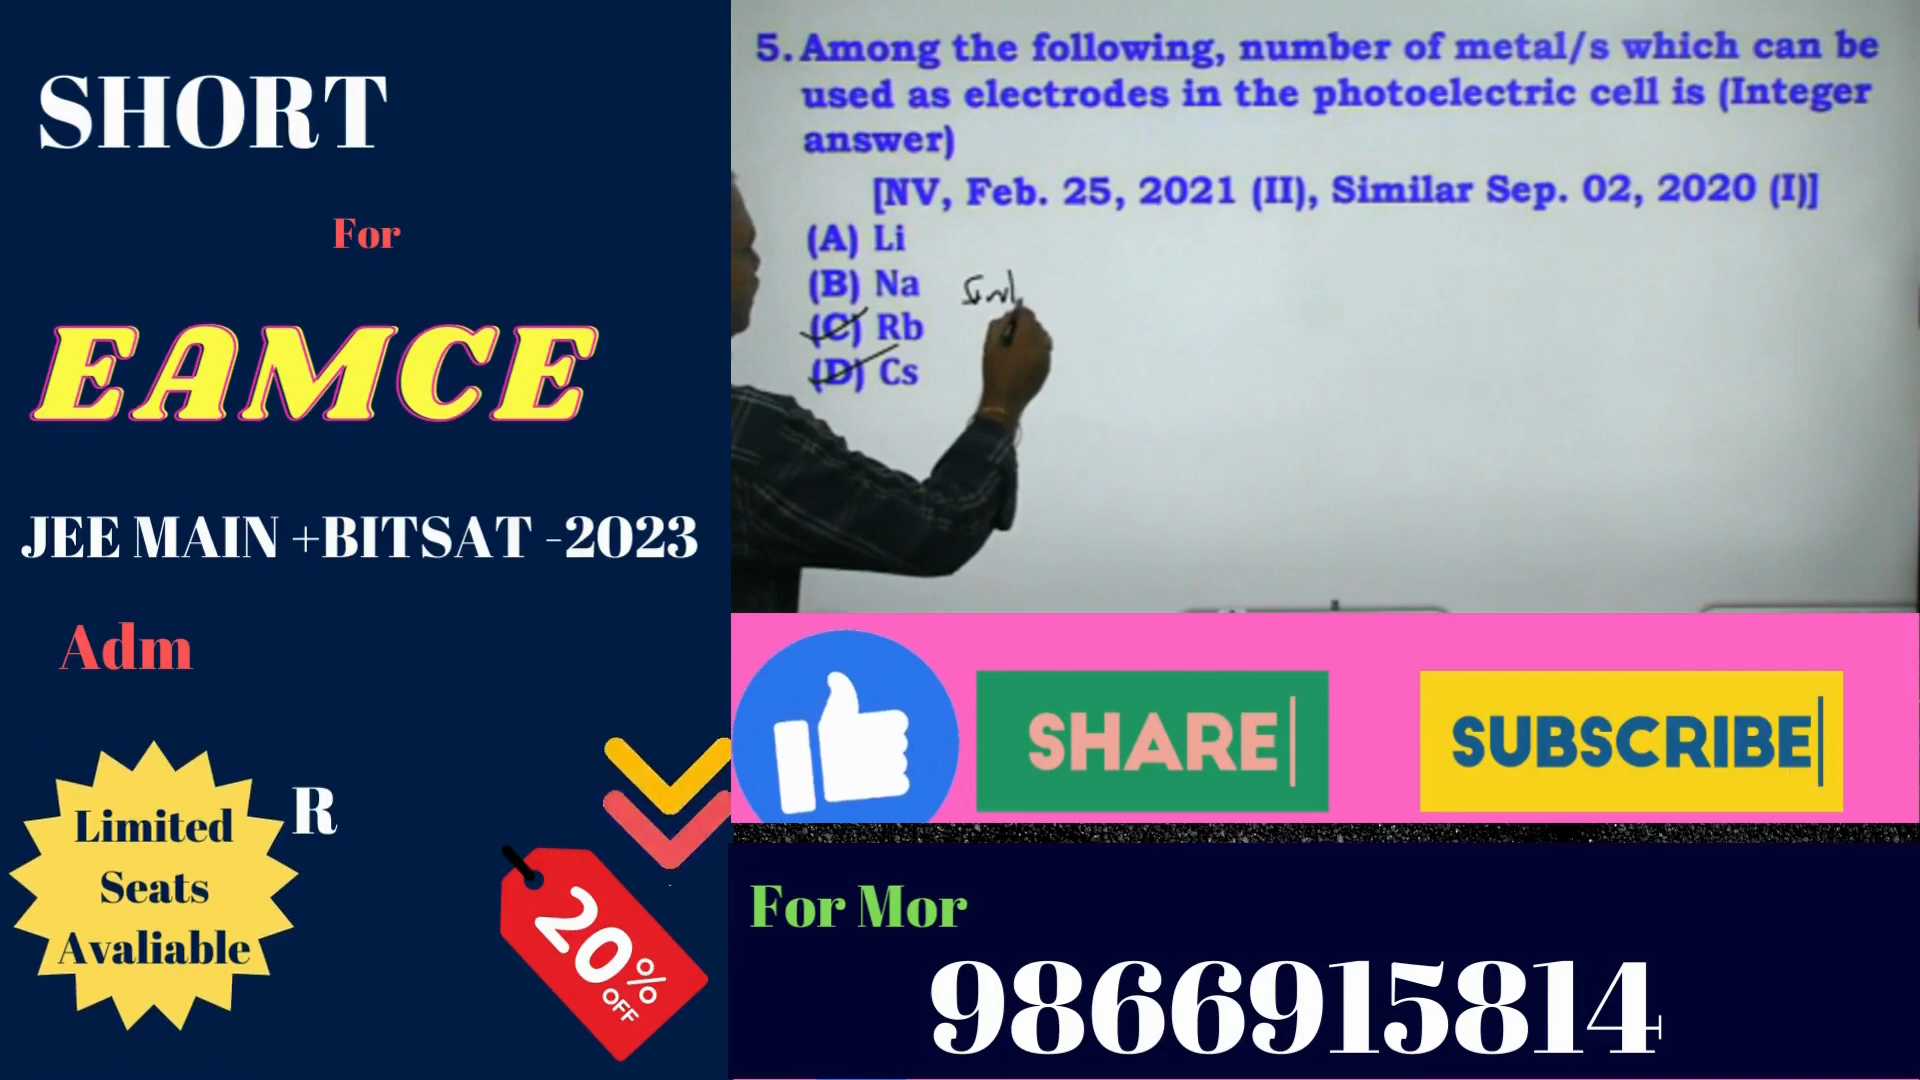 SHORT
For
EAMCE
JEE MAIN +BITSAT -2023
Adm
Limited
Seats
Avaliable
R
20%
OFF
5. Among the following, number of metal/s which can be
used as electrodes in the photoelectric cell is (Integer
answer)
[NV, Feb. 25, 2021 (II), Similar Sep. 02, 2020 (I)]
(A) Li
(B) Na
(C) Rb
(D) Cs
SHARE
SUBSCRIBE
For Mor
9866915814